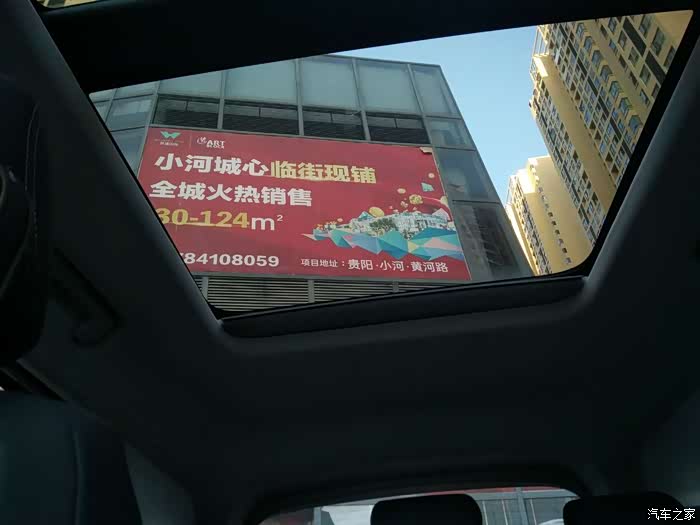 ART
小河城心临街现铺
全城火热销售
30-124m²
84108059
项目地址：贵阳·小河·黄河路
汽车之家